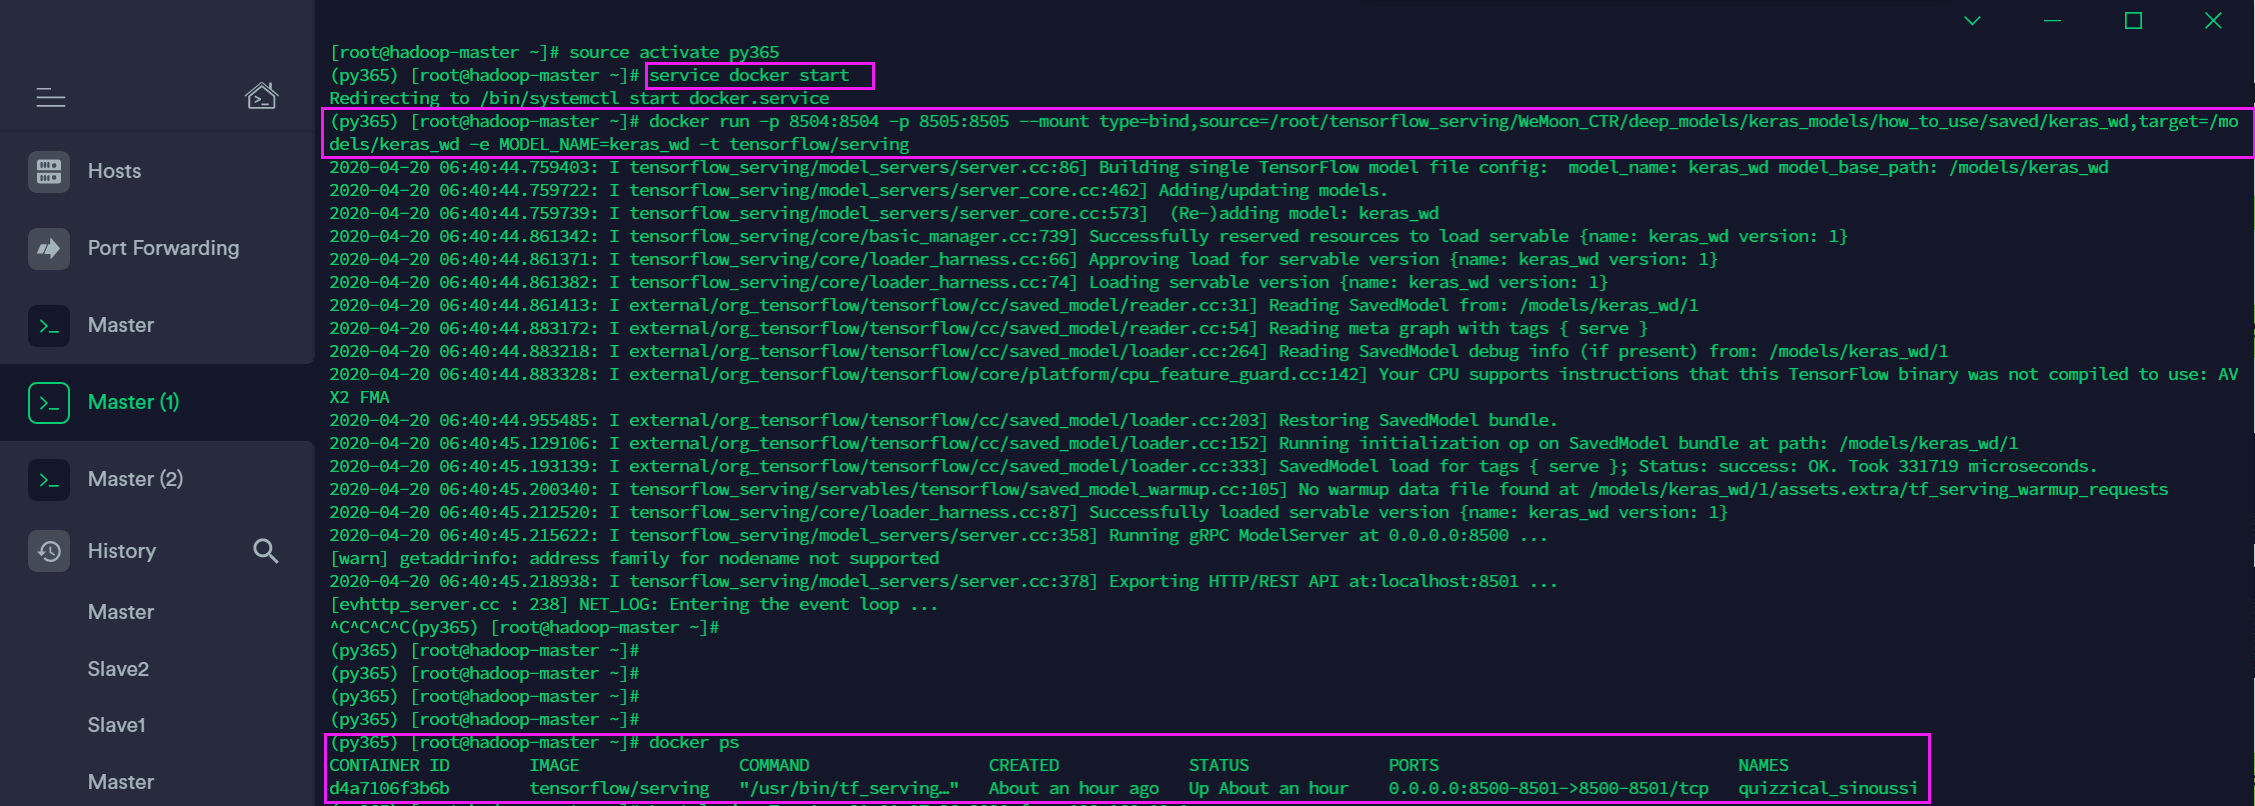 Hosts
Port Forwarding
Master
Master (1)
Master (2)
History
Master
Slave2
Slave1
Master
[root@hadoop-master ~]# source activate py365
(py365) [root@hadoop-master ~]# service docker start
Redirecting to /bin/systemctl start docker.service
(py365) [root@hadoop-master ~]# docker run -p 8504:8504 -p 8505:8505 --mount type=bind,source=/root/tensorflow_serving/WeMoon_CTR/deep_models/keras_models/how_to_use/saved/keras_wd,target=/mo
dels/keras_wd -e MODEL_NAME=keras_wd -t tensorflow/serving
2020-04-20 06:40:44.759403: I tensorflow_serving/model_servers/server.cc:86] Building single TensorFlow model file config:  model_name: keras_wd model_base_path: /models/keras_wd
2020-04-20 06:40:44.759722: I tensorflow_serving/model_servers/server_core.cc:462] Adding/updating models.
2020-04-20 06:40:44.759739: I tensorflow_serving/model_servers/server_core.cc:573]  (Re-)adding model: keras_wd
2020-04-20 06:40:44.861342: I tensorflow_serving/core/basic_manager.cc:739] Successfully reserved resources to load servable {name: keras_wd version: 1}
2020-04-20 06:40:44.861371: I tensorflow_serving/core/loader_harness.cc:66] Approving load for servable version {name: keras_wd version: 1}
2020-04-20 06:40:44.861382: I tensorflow_serving/core/loader_harness.cc:74] Loading servable version {name: keras_wd version: 1}
2020-04-20 06:40:44.861413: I external/org_tensorflow/tensorflow/cc/saved_model/reader.cc:31] Reading SavedModel from: /models/keras_wd/1
2020-04-20 06:40:44.883172: I external/org_tensorflow/tensorflow/cc/saved_model/reader.cc:54] Reading meta graph with tags { serve }
2020-04-20 06:40:44.883218: I external/org_tensorflow/tensorflow/cc/saved_model/loader.cc:264] Reading SavedModel debug info (if present) from: /models/keras_wd/1
2020-04-20 06:40:44.883328: I external/org_tensorflow/tensorflow/core/platform/cpu_feature_guard.cc:142] Your CPU supports instructions that this TensorFlow binary was not compiled to use: AV
X2 FMA
2020-04-20 06:40:44.955485: I external/org_tensorflow/tensorflow/cc/saved_model/loader.cc:203] Restoring SavedModel bundle.
2020-04-20 06:40:45.129106: I external/org_tensorflow/tensorflow/cc/saved_model/loader.cc:152] Running initialization op on SavedModel bundle at path: /models/keras_wd/1
2020-04-20 06:40:45.193139: I external/org_tensorflow/tensorflow/cc/saved_model/loader.cc:333] SavedModel load for tags { serve }; Status: success: OK. Took 331719 microseconds.
2020-04-20 06:40:45.200340: I tensorflow_serving/servables/tensorflow/saved_model_warmup.cc:105] No warmup data file found at /models/keras_wd/1/assets.extra/tf_serving_warmup_requests
2020-04-20 06:40:45.212520: I tensorflow_serving/core/loader_harness.cc:87] Successfully loaded servable version {name: keras_wd version: 1}
2020-04-20 06:40:45.215622: I tensorflow_serving/model_servers/server.cc:358] Running gRPC ModelServer at 0.0.0.0:8500 ...
[warn] getaddrinfo: address family for nodename not supported
2020-04-20 06:40:45.218938: I tensorflow_serving/model_servers/server.cc:378] Exporting HTTP/REST API at:localhost:8501 ...
[evhttp_server.cc : 238] NET_LOG: Entering the event loop ...
^C^C^C^C(py365) [root@hadoop-master ~]#
(py365) [root@hadoop-master ~]#
(py365) [root@hadoop-master ~]#
(py365) [root@hadoop-master ~]#
(py365) [root@hadoop-master ~]#
(py365) [root@hadoop-master ~]# docker ps
CONTAINER ID        IMAGE               COMMAND                  CREATED             STATUS              PORTS                              NAMES
d4a7106f3b6b        tensorflow/serving   "/usr/bin/tf_serving…"   About an hour ago   Up About an hour    0.0.0.0:8500-8501->8500-8501/tcp   quizzical_sinoussi